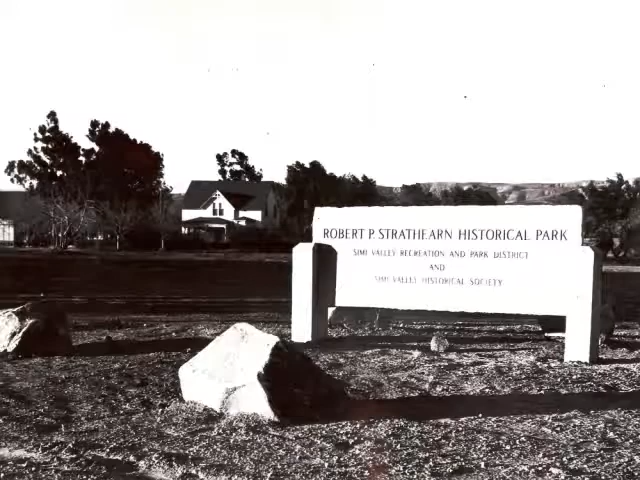 ROBERT P. STRATHEARN HISTORICAL PARK
SIMI VALLEY RECREATION AND PARK DISTRICT
AND
SIMI VALLEY HISTORICAL SOCIETY